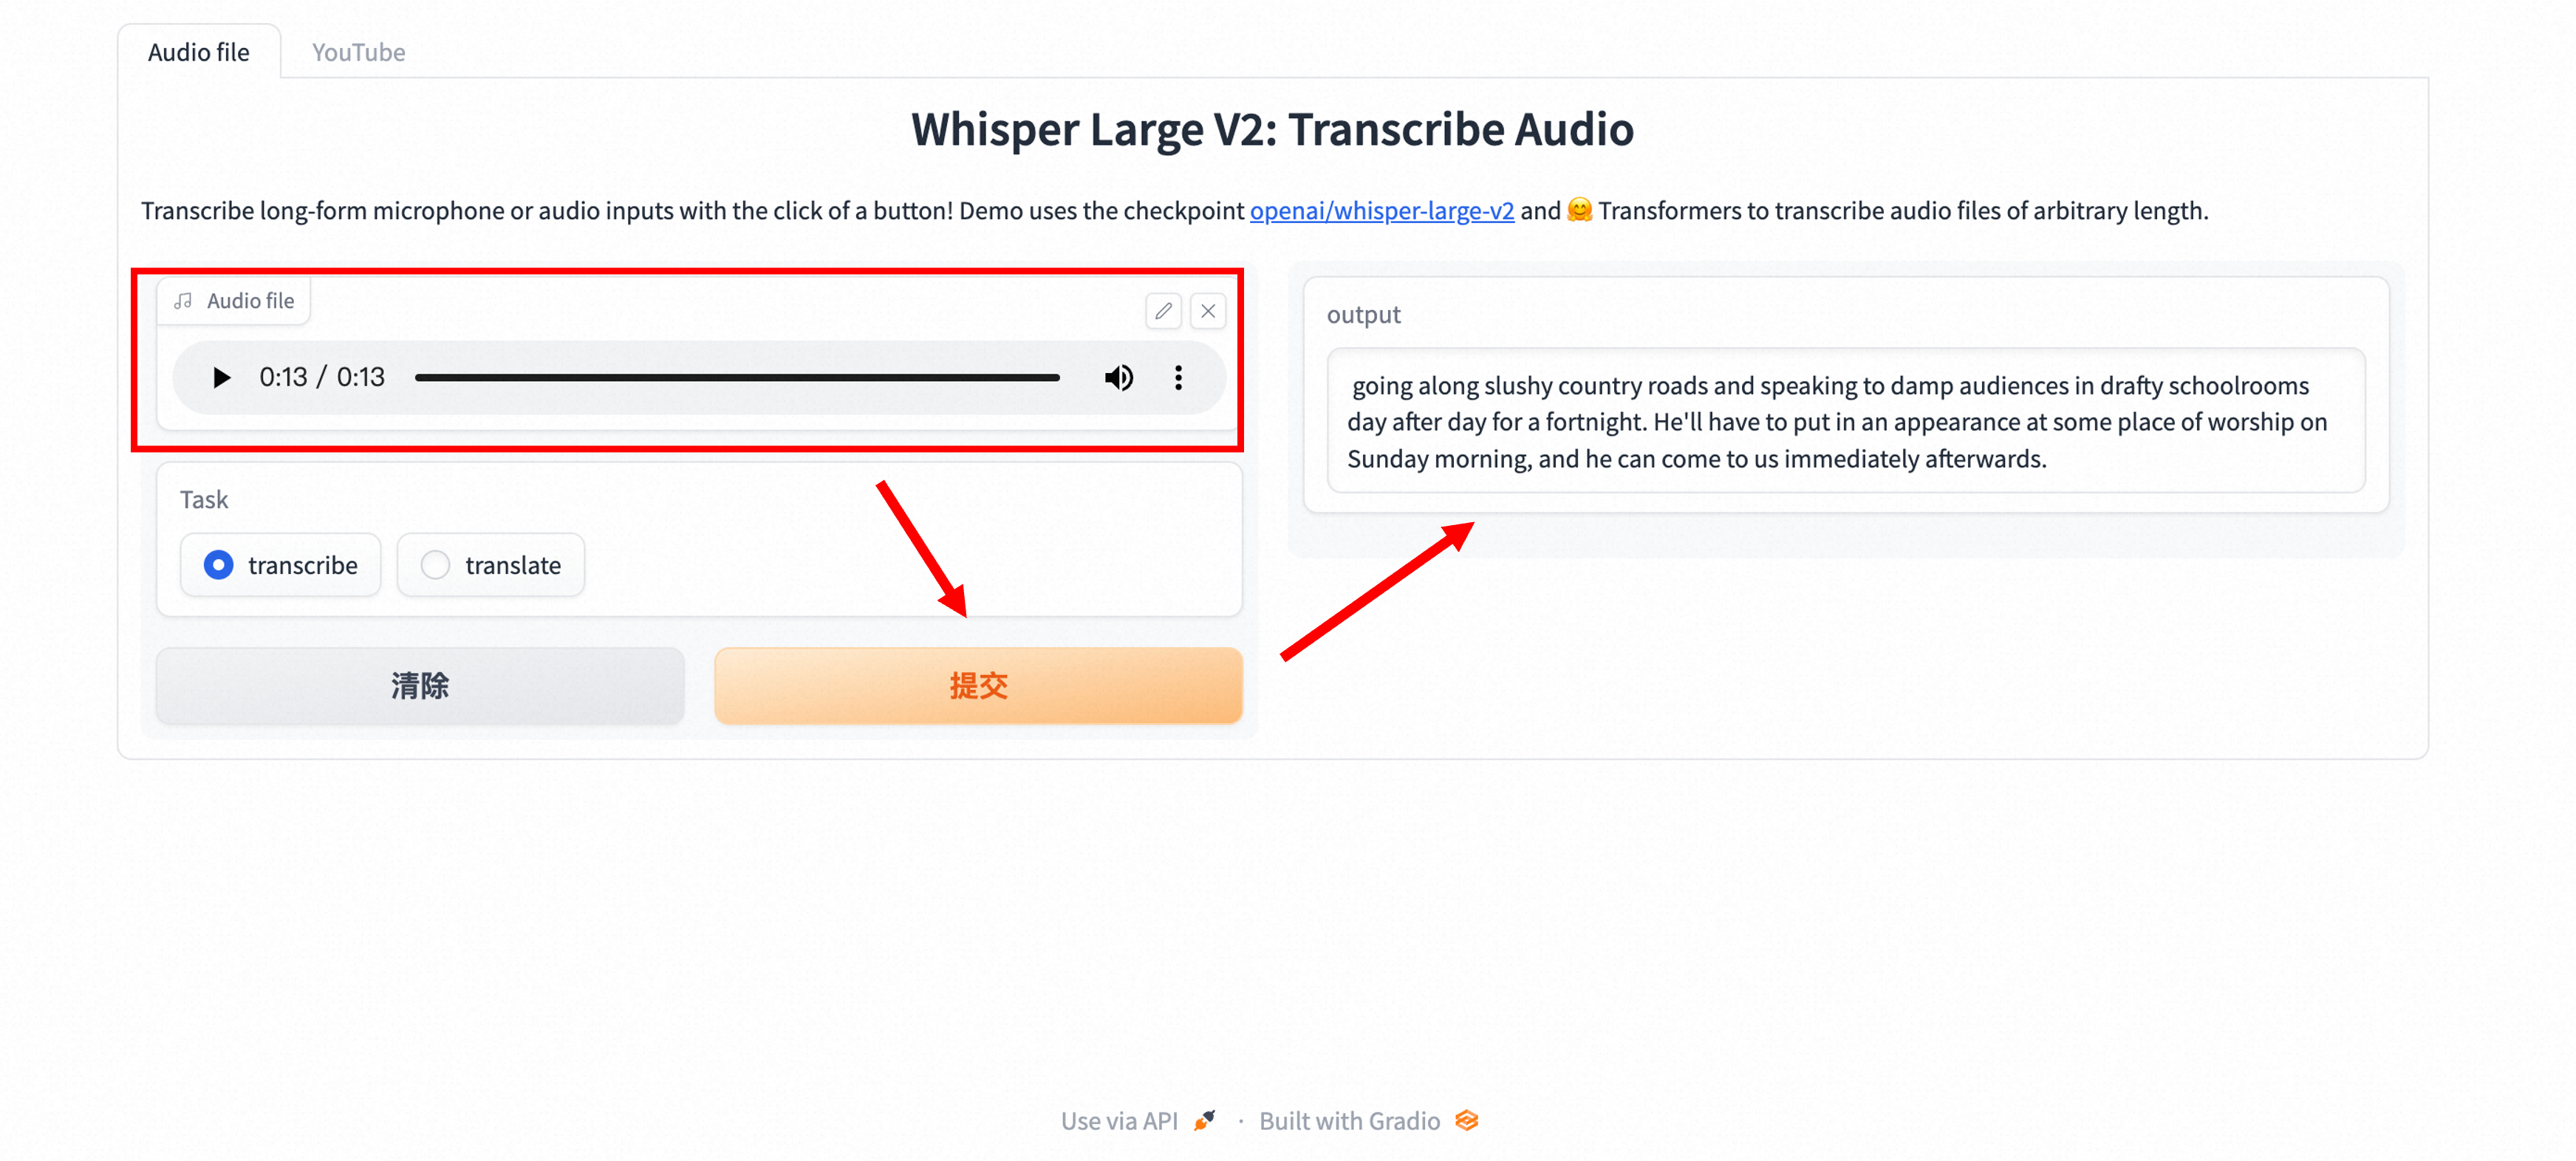 Audio file
YouTube
Whisper Large V2: Transcribe Audio
Transcribe long-form microphone or audio inputs with the click of a button! Demo uses the checkpoint openai/whisper-large-v2 and 🤗 Transformers to transcribe audio files of arbitrary length.
Audio file
0:13 / 0:13
Task
transcribe
translate
清除
提交
output
going along slushy country roads and speaking to damp audiences in drafty schoolrooms
day after day for a fortnight. He'll have to put in an appearance at some place of worship on
Sunday morning, and he can come to us immediately afterwards.
Use via API · Built with Gradio